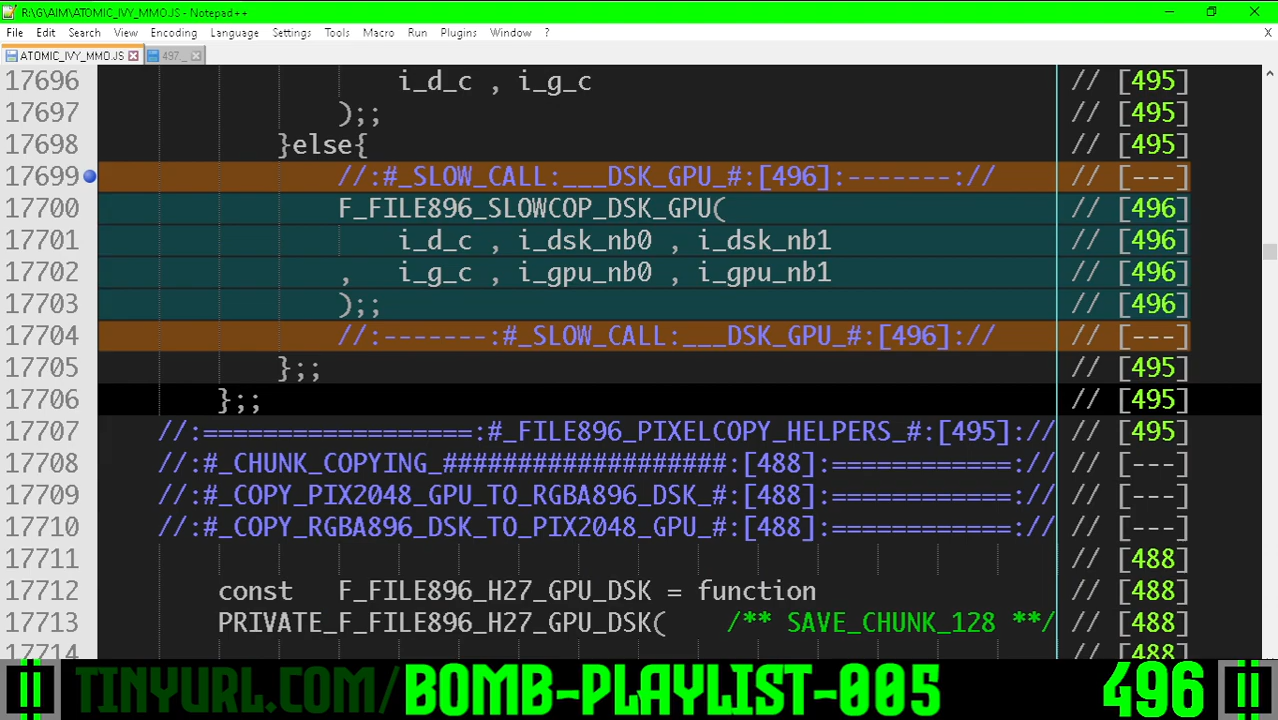 R:\G\AIM\ATOMIC_IVY_MMO.JS - Notepad++
File Edit Search View Encoding Language Settings Tools Macro Run Plugins Window ? X
ATOMIC_IVY_MMO.JS 497._
17696 i_d_c , i_g_c // [495]
17697 );; // [495]
17698 }else{ // [495]
17699 //:#_SLOW_CALL:___DSK_GPU_#:[496]:-------:// // [---]
17700 F_FILE896_SLOWCOP_DSK_GPU( // [496]
17701 i_d_c , i_dsk_nb0 , i_dsk_nb1 // [496]
17702 , i_g_c , i_gpu_nb0 , i_gpu_nb1 // [496]
17703 );; // [496]
17704 //:-------:#_SLOW_CALL:___DSK_GPU_#:[496]:// // [---]
17705 };; // [495]
17706 };; // [495]
17707 //:==================:#_FILE896_PIXELCOPY_HELPERS_#:[495]:// // [495]
17708 //:#_CHUNK_COPYING_###################:[488]:============:// // [---]
17709 //:#_COPY_PIX2048_GPU_TO_RGBA896_DSK_#:[488]:============:// // [---]
17710 //:#_COPY_RGBA896_DSK_TO_PIX2048_GPU_#:[488]:============:// // [---]
17711 // [488]
17712 const F_FILE896_H27_GPU_DSK = function // [488]
17713 PRIVATE_F_FILE896_H27_GPU_DSK( /** SAVE_CHUNK_128 **/ // [488]
17714 // [488]
TINYURL.COM/BOMB-PLAYLIST-005 496